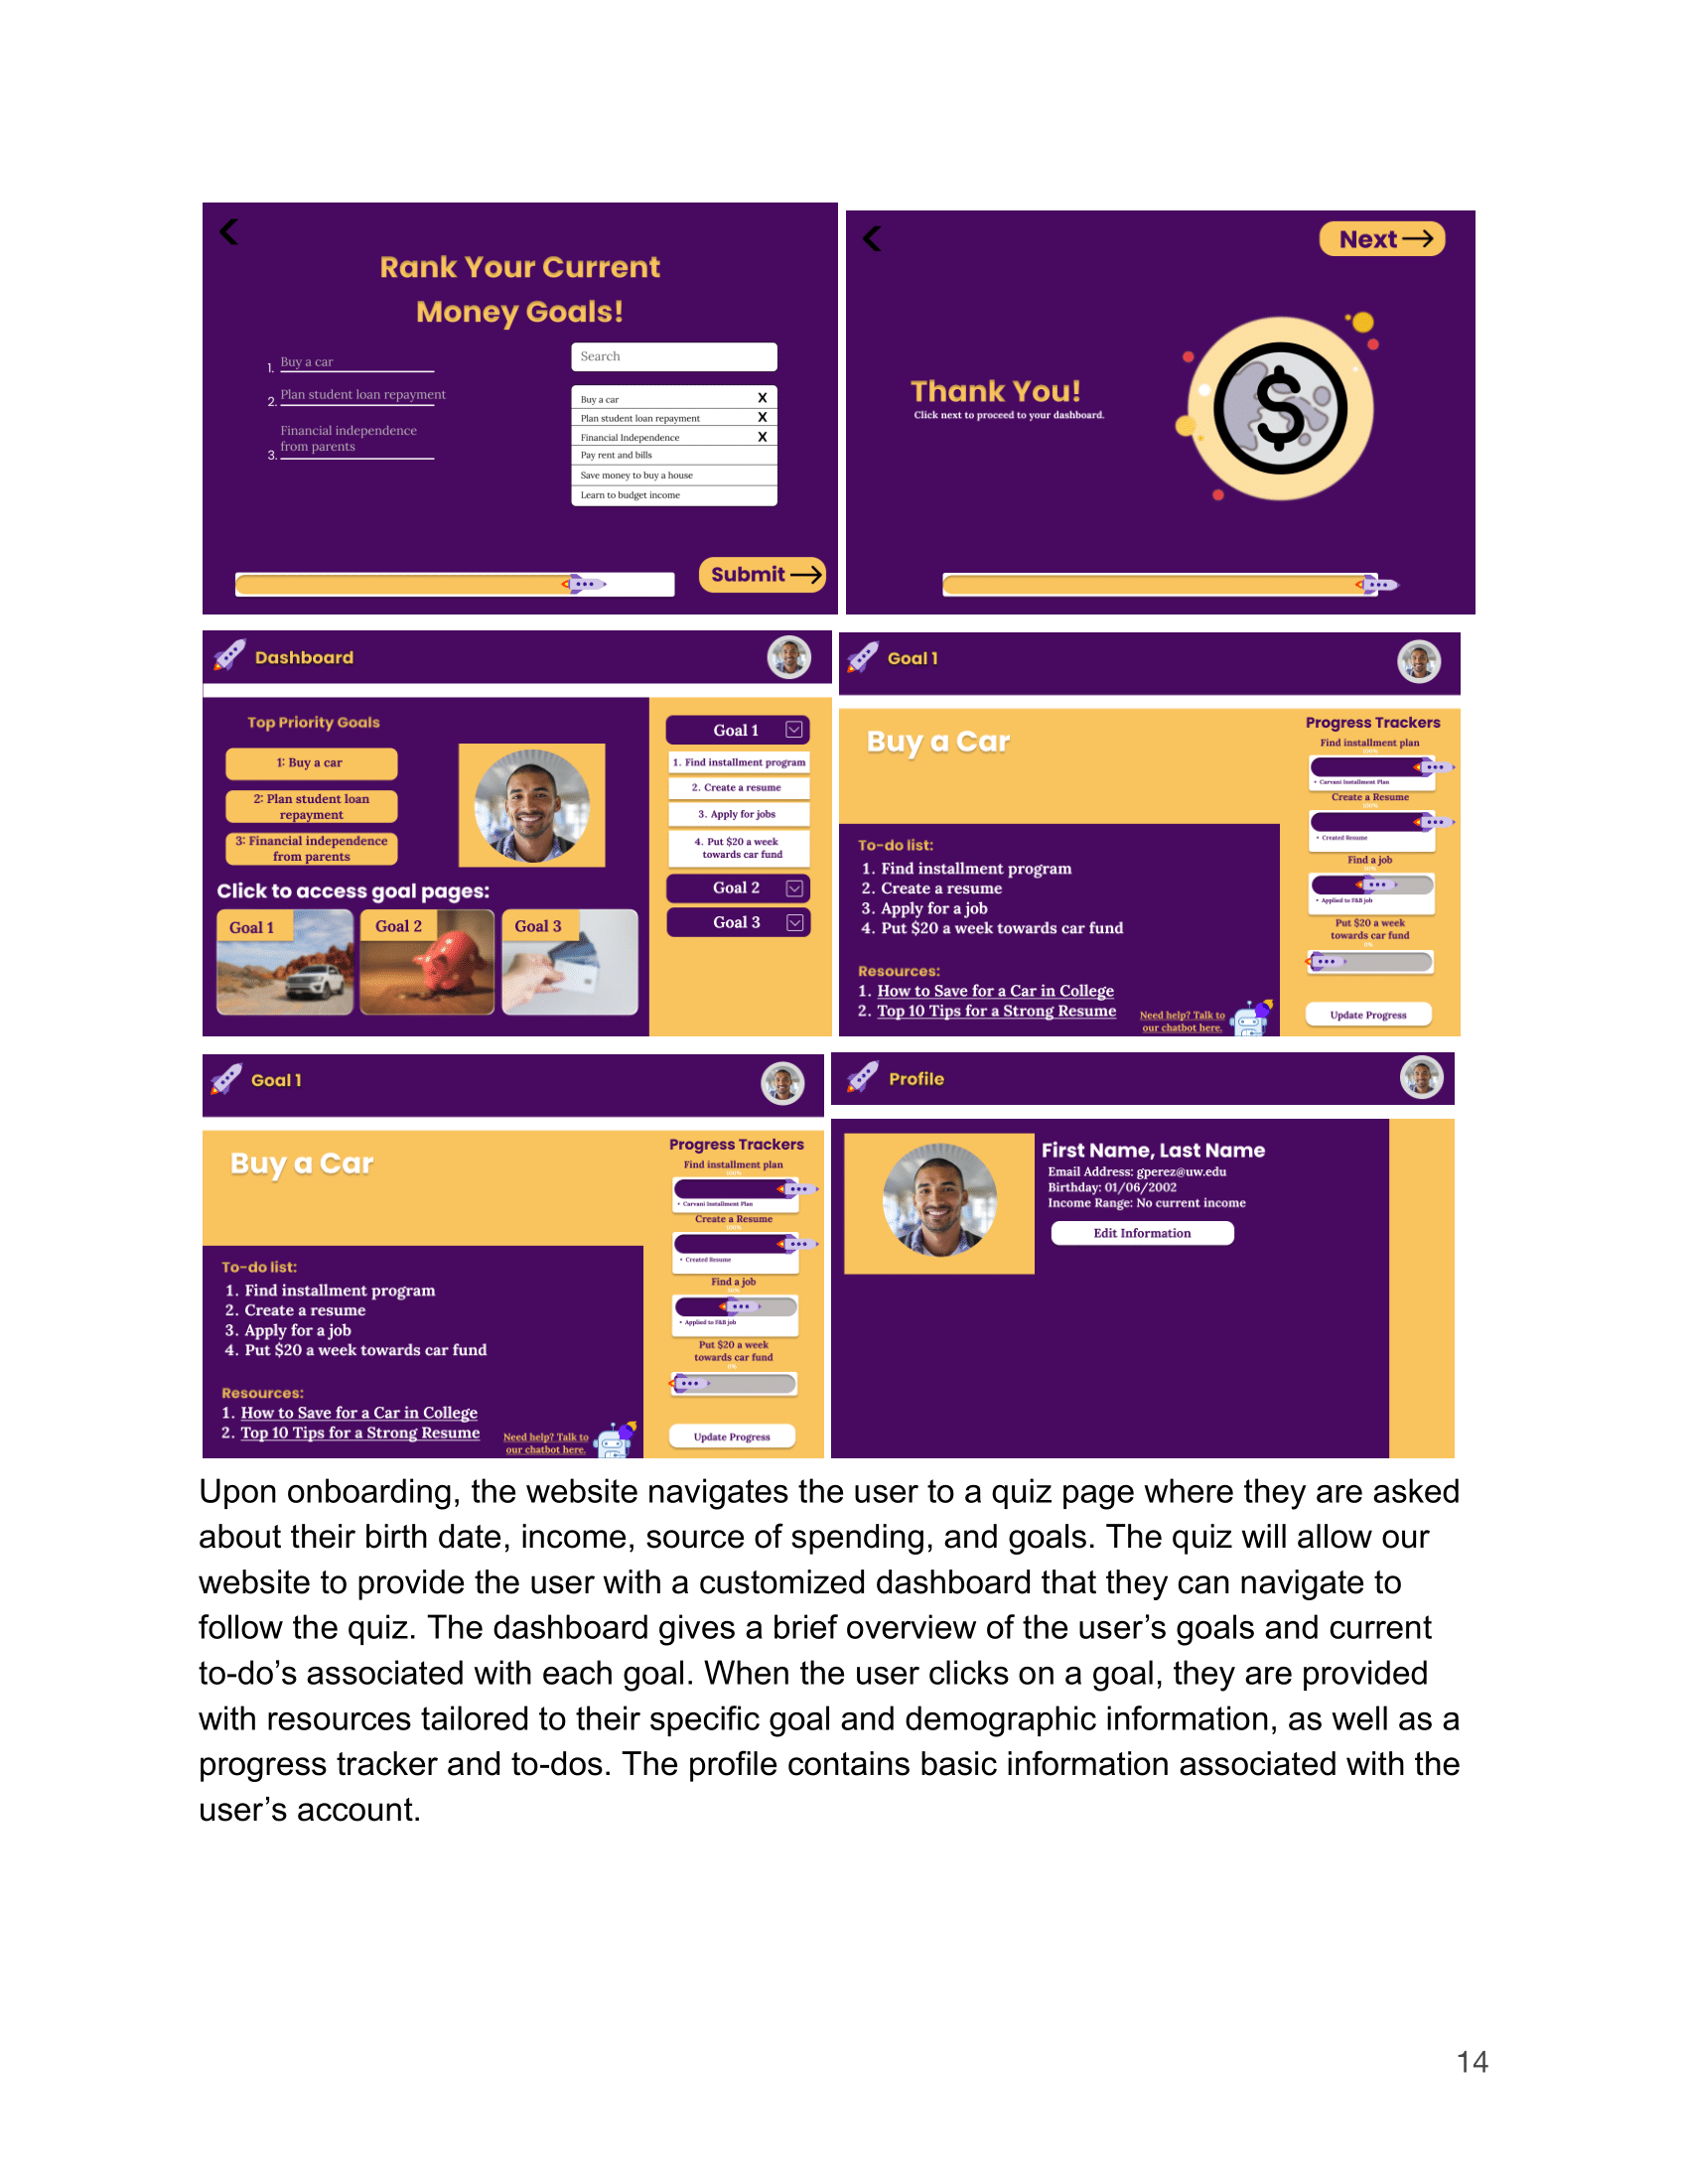 Rank Your Current
Money Goals!
1. Buy a car
2. Plan student loan repayment
Financial independence
3. from parents
Search
Buy a car X
Plan student loan repayment X
Financial Independence X
Pay rent and bills
Save money to buy a house
Learn to budget income
Submit
Next
Thank You!
Click next to proceed to your dashboard.
Dashboard
Top Priority Goals
1: Buy a car
2: Plan student loan
repayment
3: Financial independence
from parents
Click to access goal pages:
Goal 1
Goal 2
Goal 3
Goal 1
1. Find installment program
2. Create a resume
3. Apply for jobs
4. Put $20 a week
towards car fund
Goal 2
Goal 3
Goal 1
Buy a Car
To-do list:
1. Find installment program
2. Create a resume
3. Apply for a job
4. Put $20 a week towards car fund
Resources:
1. How to Save for a Car in College
2. Top 10 Tips for a Strong Resume
Need help? Talk to
our chatbot here.
Progress Trackers
Find installment plan
100%
• Carvani Installment Plan
Create a Resume
100%
• Created Resume
Find a job
50%
• Applied to F&B job
Put $20 a week
towards car fund
0%
Update Progress
Goal 1
Buy a Car
To-do list:
1. Find installment program
2. Create a resume
3. Apply for a job
4. Put $20 a week towards car fund
Resources:
1. How to Save for a Car in College
2. Top 10 Tips for a Strong Resume
Need help? Talk to
our chatbot here.
Progress Trackers
Find installment plan
100%
• Carvani Installment Plan
Create a Resume
100%
• Created Resume
Find a job
50%
• Applied to F&B job
Put $20 a week
towards car fund
0%
Update Progress
Profile
First Name, Last Name
Email Address: gperez@uw.edu
Birthday: 01/06/2002
Income Range: No current income
Edit Information
Upon onboarding, the website navigates the user to a quiz page where they are asked
about their birth date, income, source of spending, and goals. The quiz will allow our
website to provide the user with a customized dashboard that they can navigate to
follow the quiz. The dashboard gives a brief overview of the user’s goals and current
to-do’s associated with each goal. When the user clicks on a goal, they are provided
with resources tailored to their specific goal and demographic information, as well as a
progress tracker and to-dos. The profile contains basic information associated with the
user’s account.
14